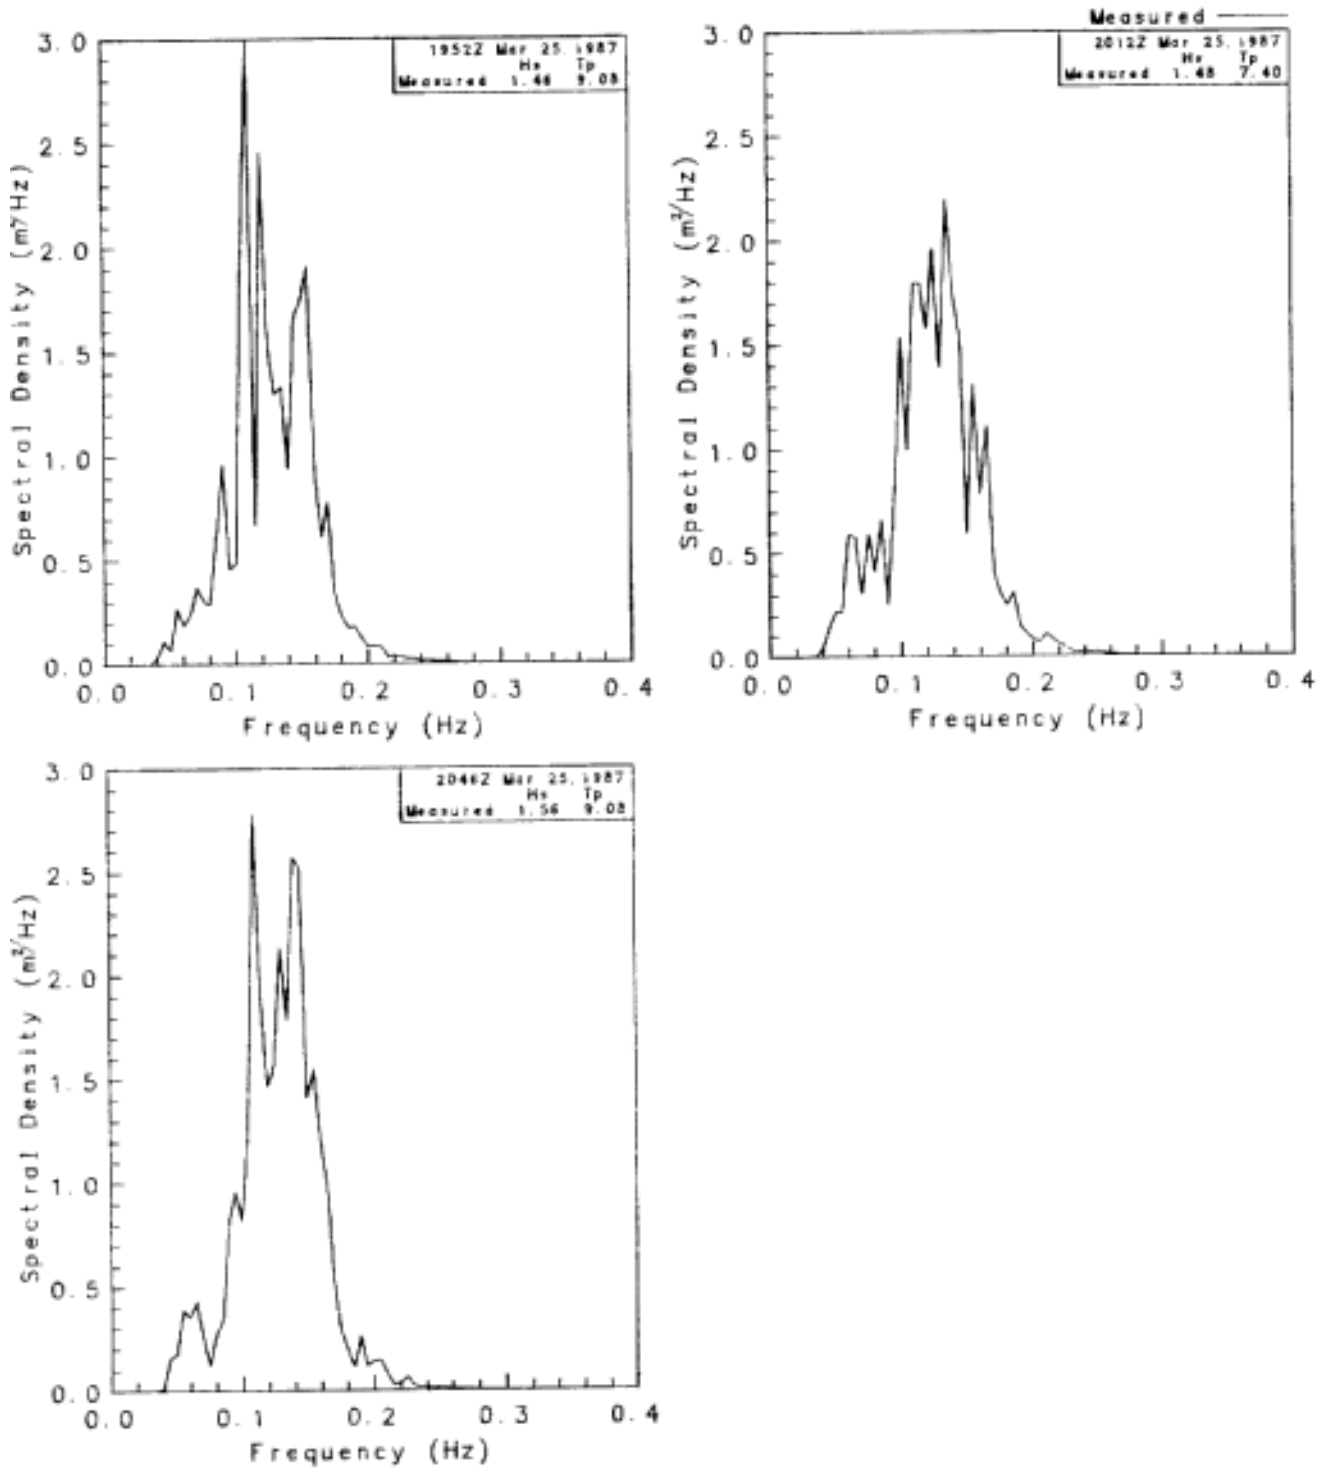 Measured
3.0
2.5
2.0
1.5
1.0
0.5
0.0
Spectral Density (m²/Hz)
1952Z Mar 25, 1987
Hs Tp
Measured 1.46 9.08
0.0 0.1 0.2 0.3 0.4
Frequency (Hz)
3.0
2.5
2.0
1.5
1.0
0.5
0.0
Spectral Density (m²/Hz)
2012Z Mar 25, 1987
Hs Tp
Measured 1.48 7.40
0.0 0.1 0.2 0.3 0.4
Frequency (Hz)
3.0
2.5
2.0
1.5
1.0
0.5
0.0
Spectral Density (m²/Hz)
2046Z Mar 25, 1987
Hs Tp
Measured 1.56 9.08
0.0 0.1 0.2 0.3 0.4
Frequency (Hz)